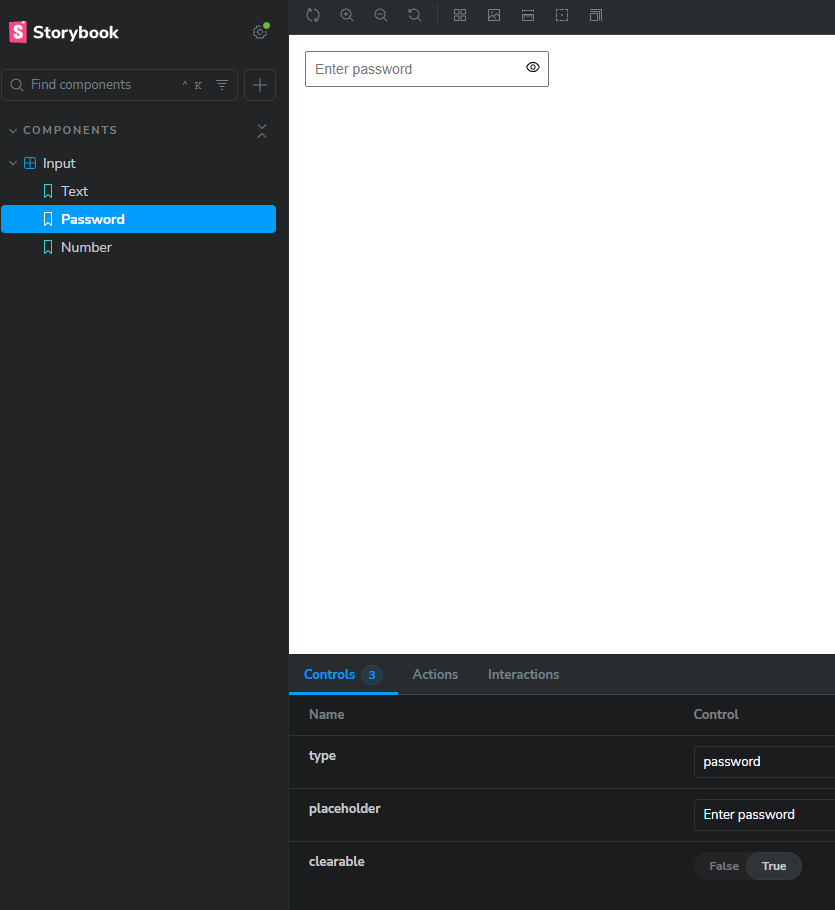 Storybook
Find components ^ K
COMPONENTS
Input
Text
Password
Number
Enter password
Controls 3 Actions Interactions
Name Control
type password
placeholder Enter password
clearable False True